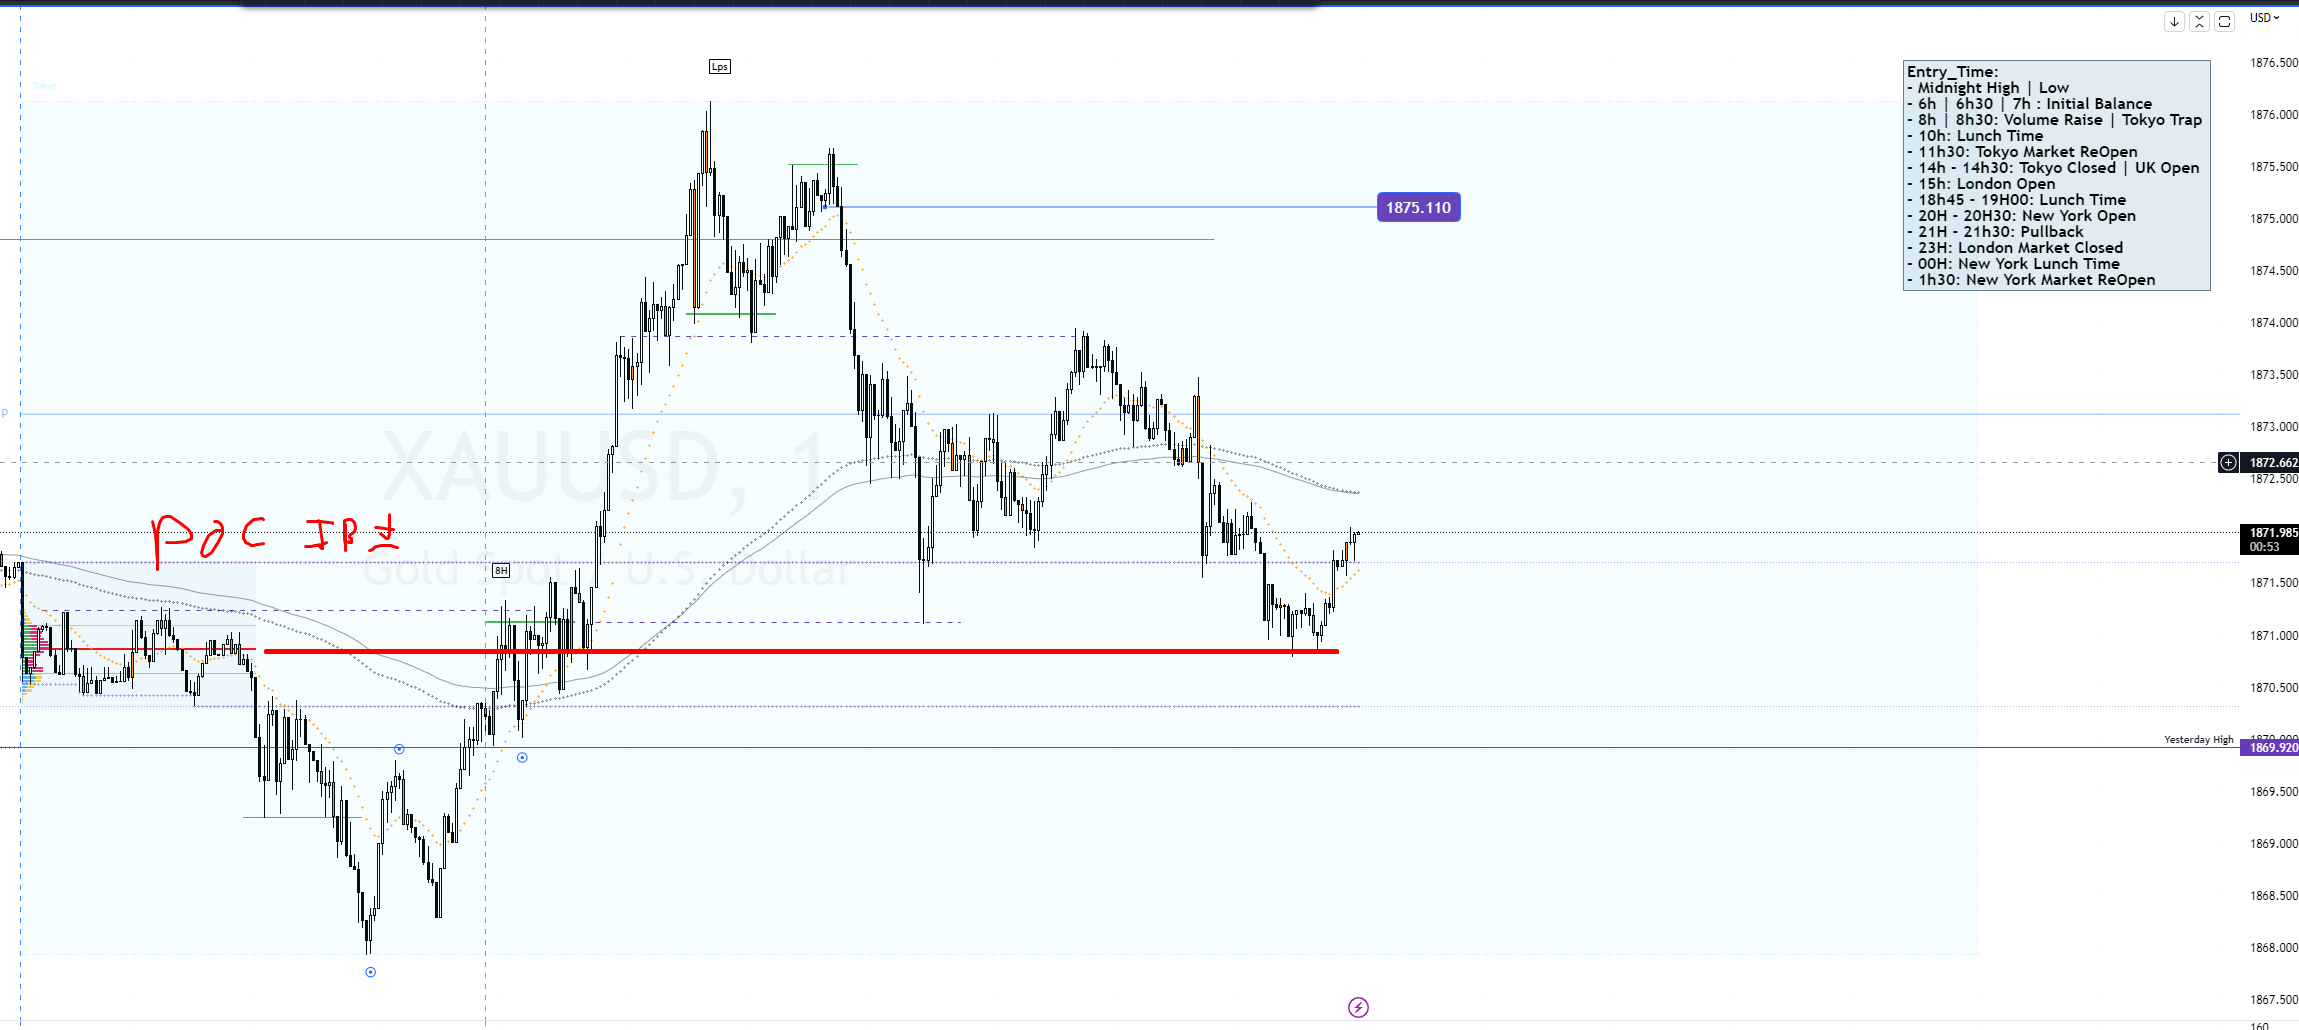 USD
Lps
Tokyo
Entry_Time:
- Midnight High | Low
- 6h | 6h30 | 7h : Initial Balance
- 8h | 8h30: Volume Raise | Tokyo Trap
- 10h: Lunch Time
- 11h30: Tokyo Market ReOpen
- 14h - 14h30: Tokyo Closed | UK Open
- 15h: London Open
- 18h45 - 19H00: Lunch Time
- 20H - 20H30: New York Open
- 21H - 21h30: Pullback
- 23H: London Market Closed
- 00H: New York Lunch Time
- 1h30: New York Market ReOpen
1876.500
1876.000
1875.500
1875.110
1875.000
1874.500
1874.000
1873.500
P
1873.000
XAUUSD, 1
1872.662
1872.500
POC IB
1871.985
00:53
Gold Spot / U.S. Dollar
8H
1871.500
1871.000
1870.500
1870.000
Yesterday High
1869.920
1869.500
1869.000
1868.500
1868.000
1867.500
160